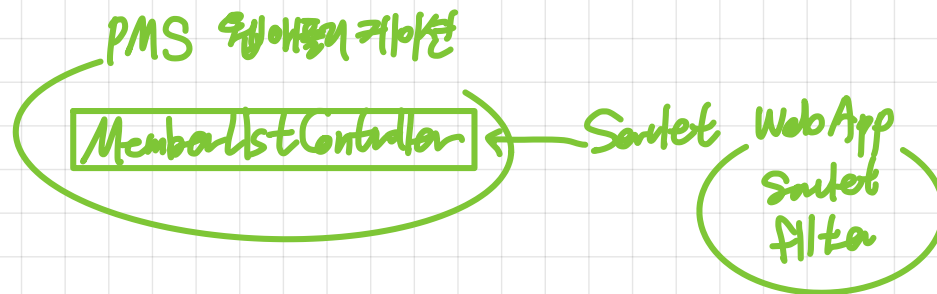 PMS 웹애플리케이션
MemberListController
Servlet
WebApp
Servlet
filter